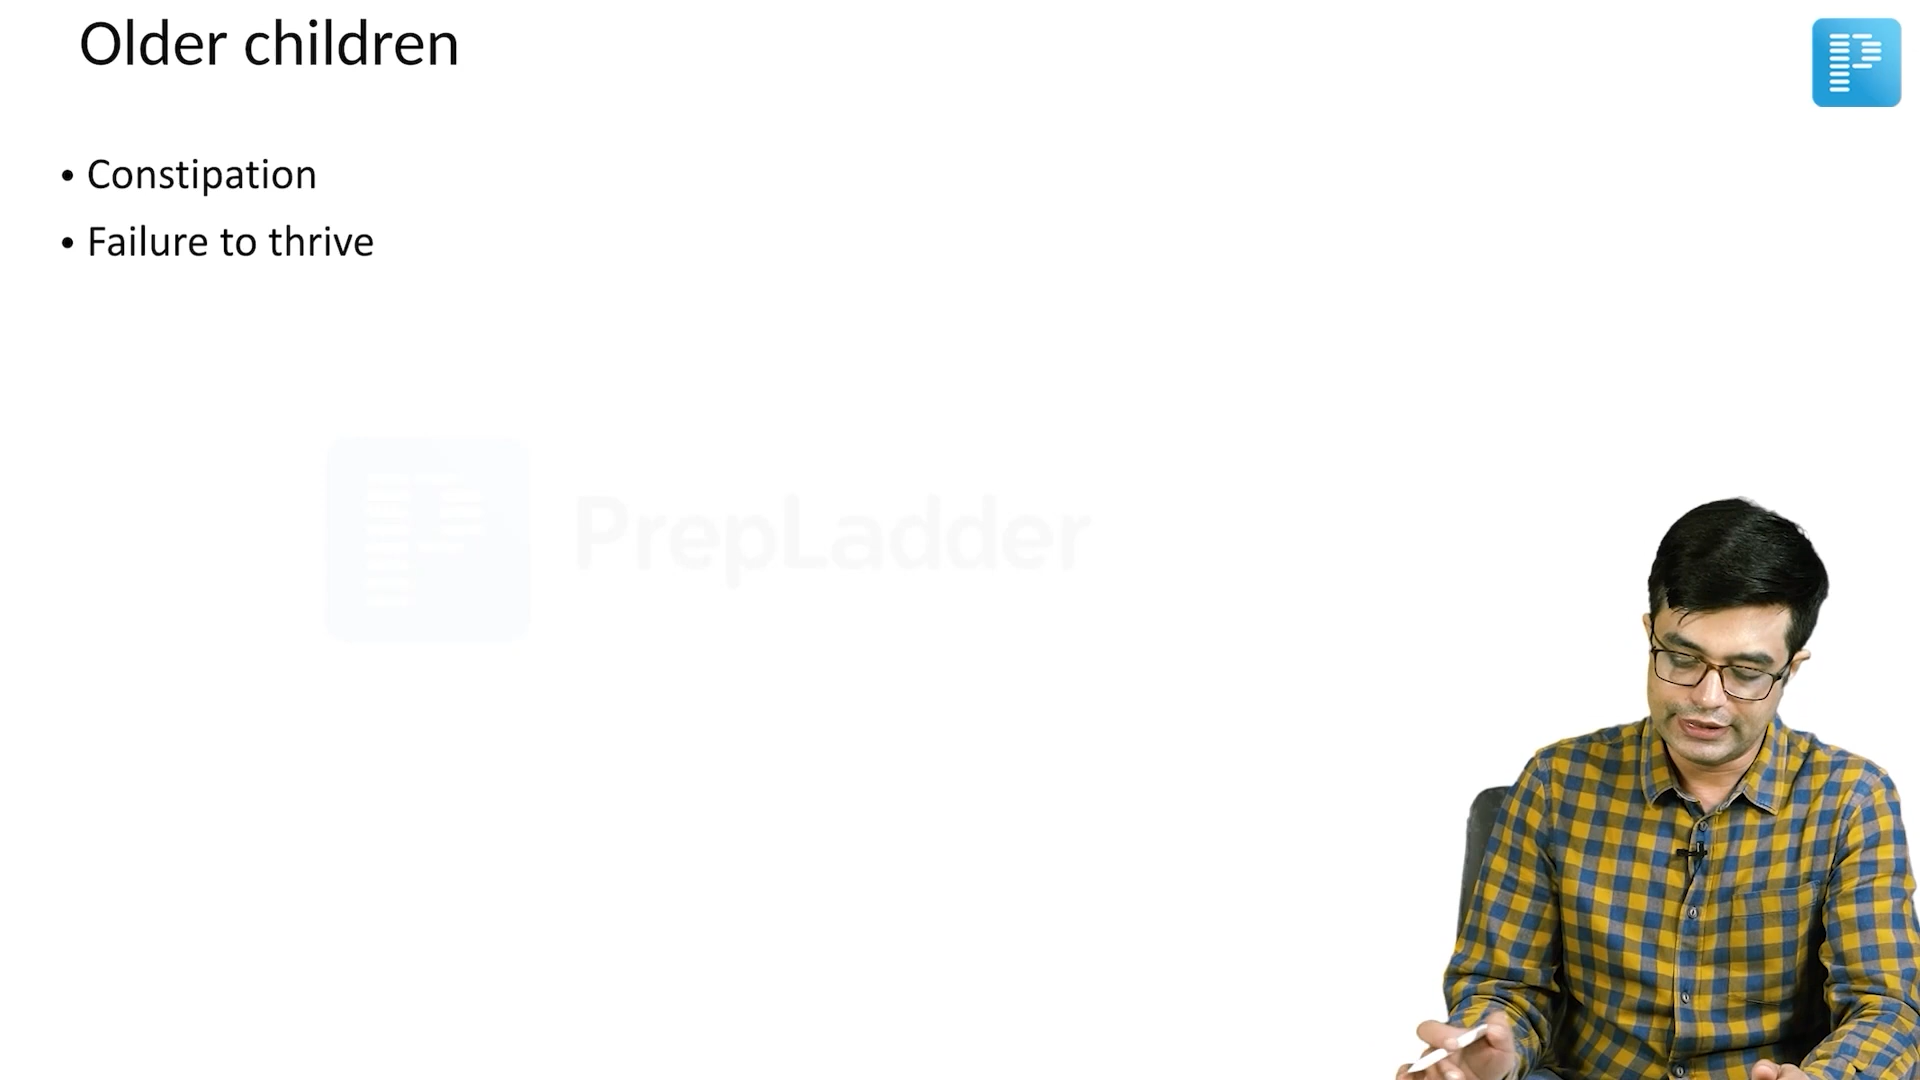 Older children
• Constipation
• Failure to thrive
PrepLadder